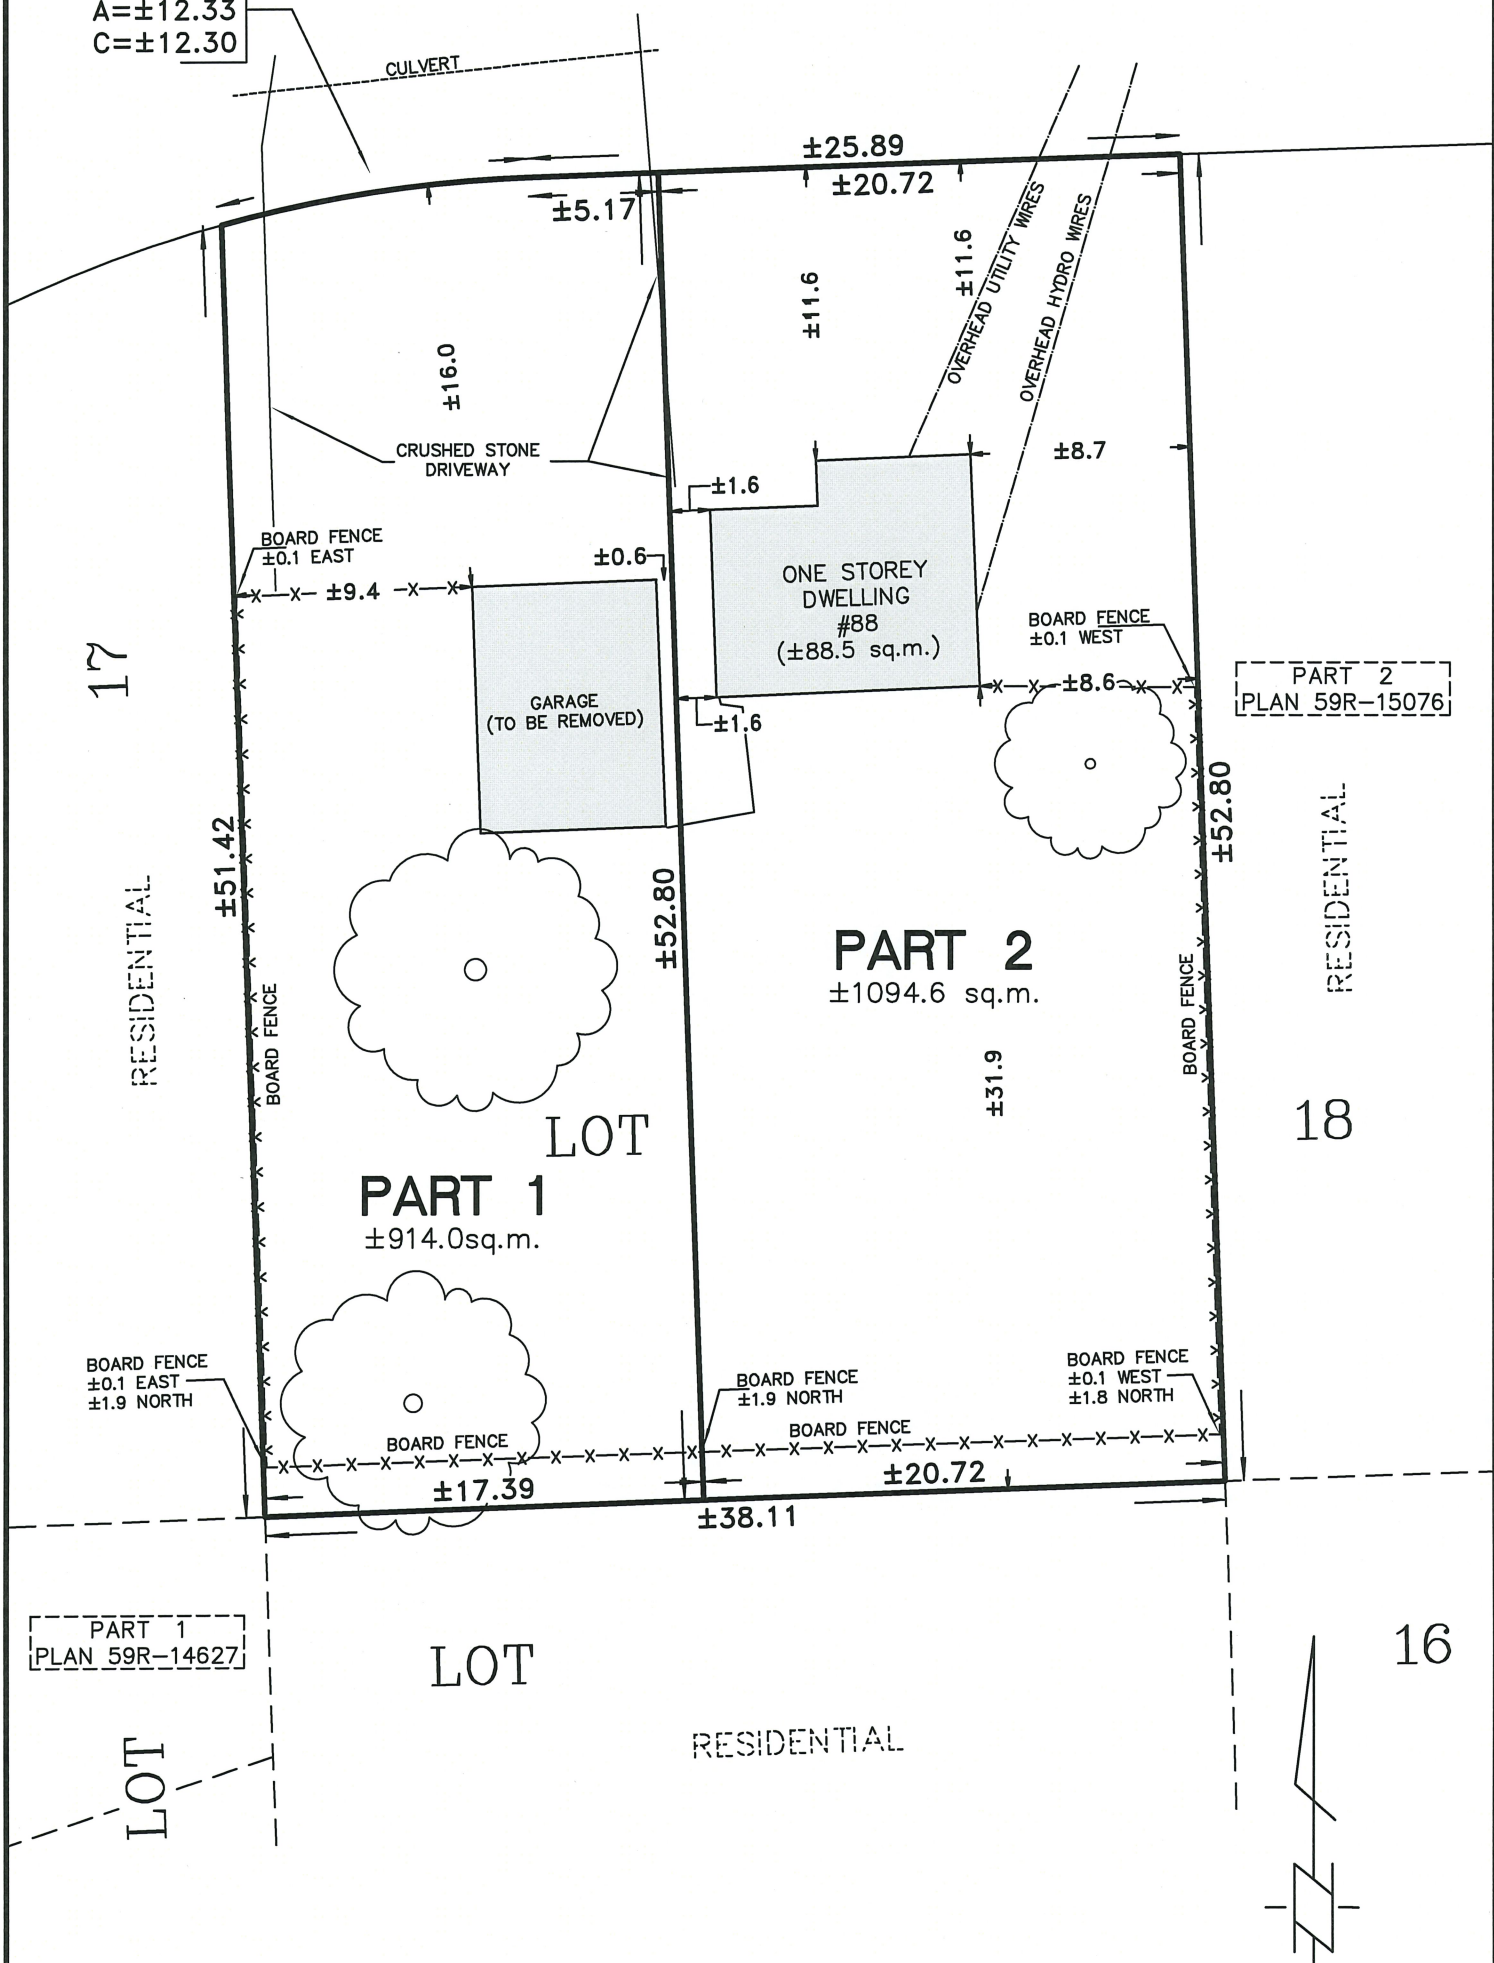 A=±12.33
C=±12.30
CULVERT
±25.89
±20.72
±5.17
OVERHEAD UTILITY WIRES
OVERHEAD HYDRO WIRES
±11.6
±11.6
±16.0
CRUSHED STONE
DRIVEWAY
±8.7
±1.6
BOARD FENCE
±0.1 EAST
±0.6
±9.4
ONE STOREY
DWELLING
#88
(±88.5 sq.m.)
BOARD FENCE
±0.1 WEST
±8.6
17
GARAGE
(TO BE REMOVED)
±1.6
PART 2
PLAN 59R-15076
±51.42
±52.80
±52.80
RESIDENTIAL
RESIDENTIAL
PART 2
±1094.6 sq.m.
BOARD FENCE
BOARD FENCE
±31.9
LOT
18
PART 1
±914.0sq.m.
BOARD FENCE
±0.1 EAST
±1.9 NORTH
BOARD FENCE
±1.9 NORTH
BOARD FENCE
±0.1 WEST
±1.8 NORTH
BOARD FENCE
BOARD FENCE
±17.39
±20.72
±38.11
PART 1
PLAN 59R-14627
LOT
16
LOT
RESIDENTIAL